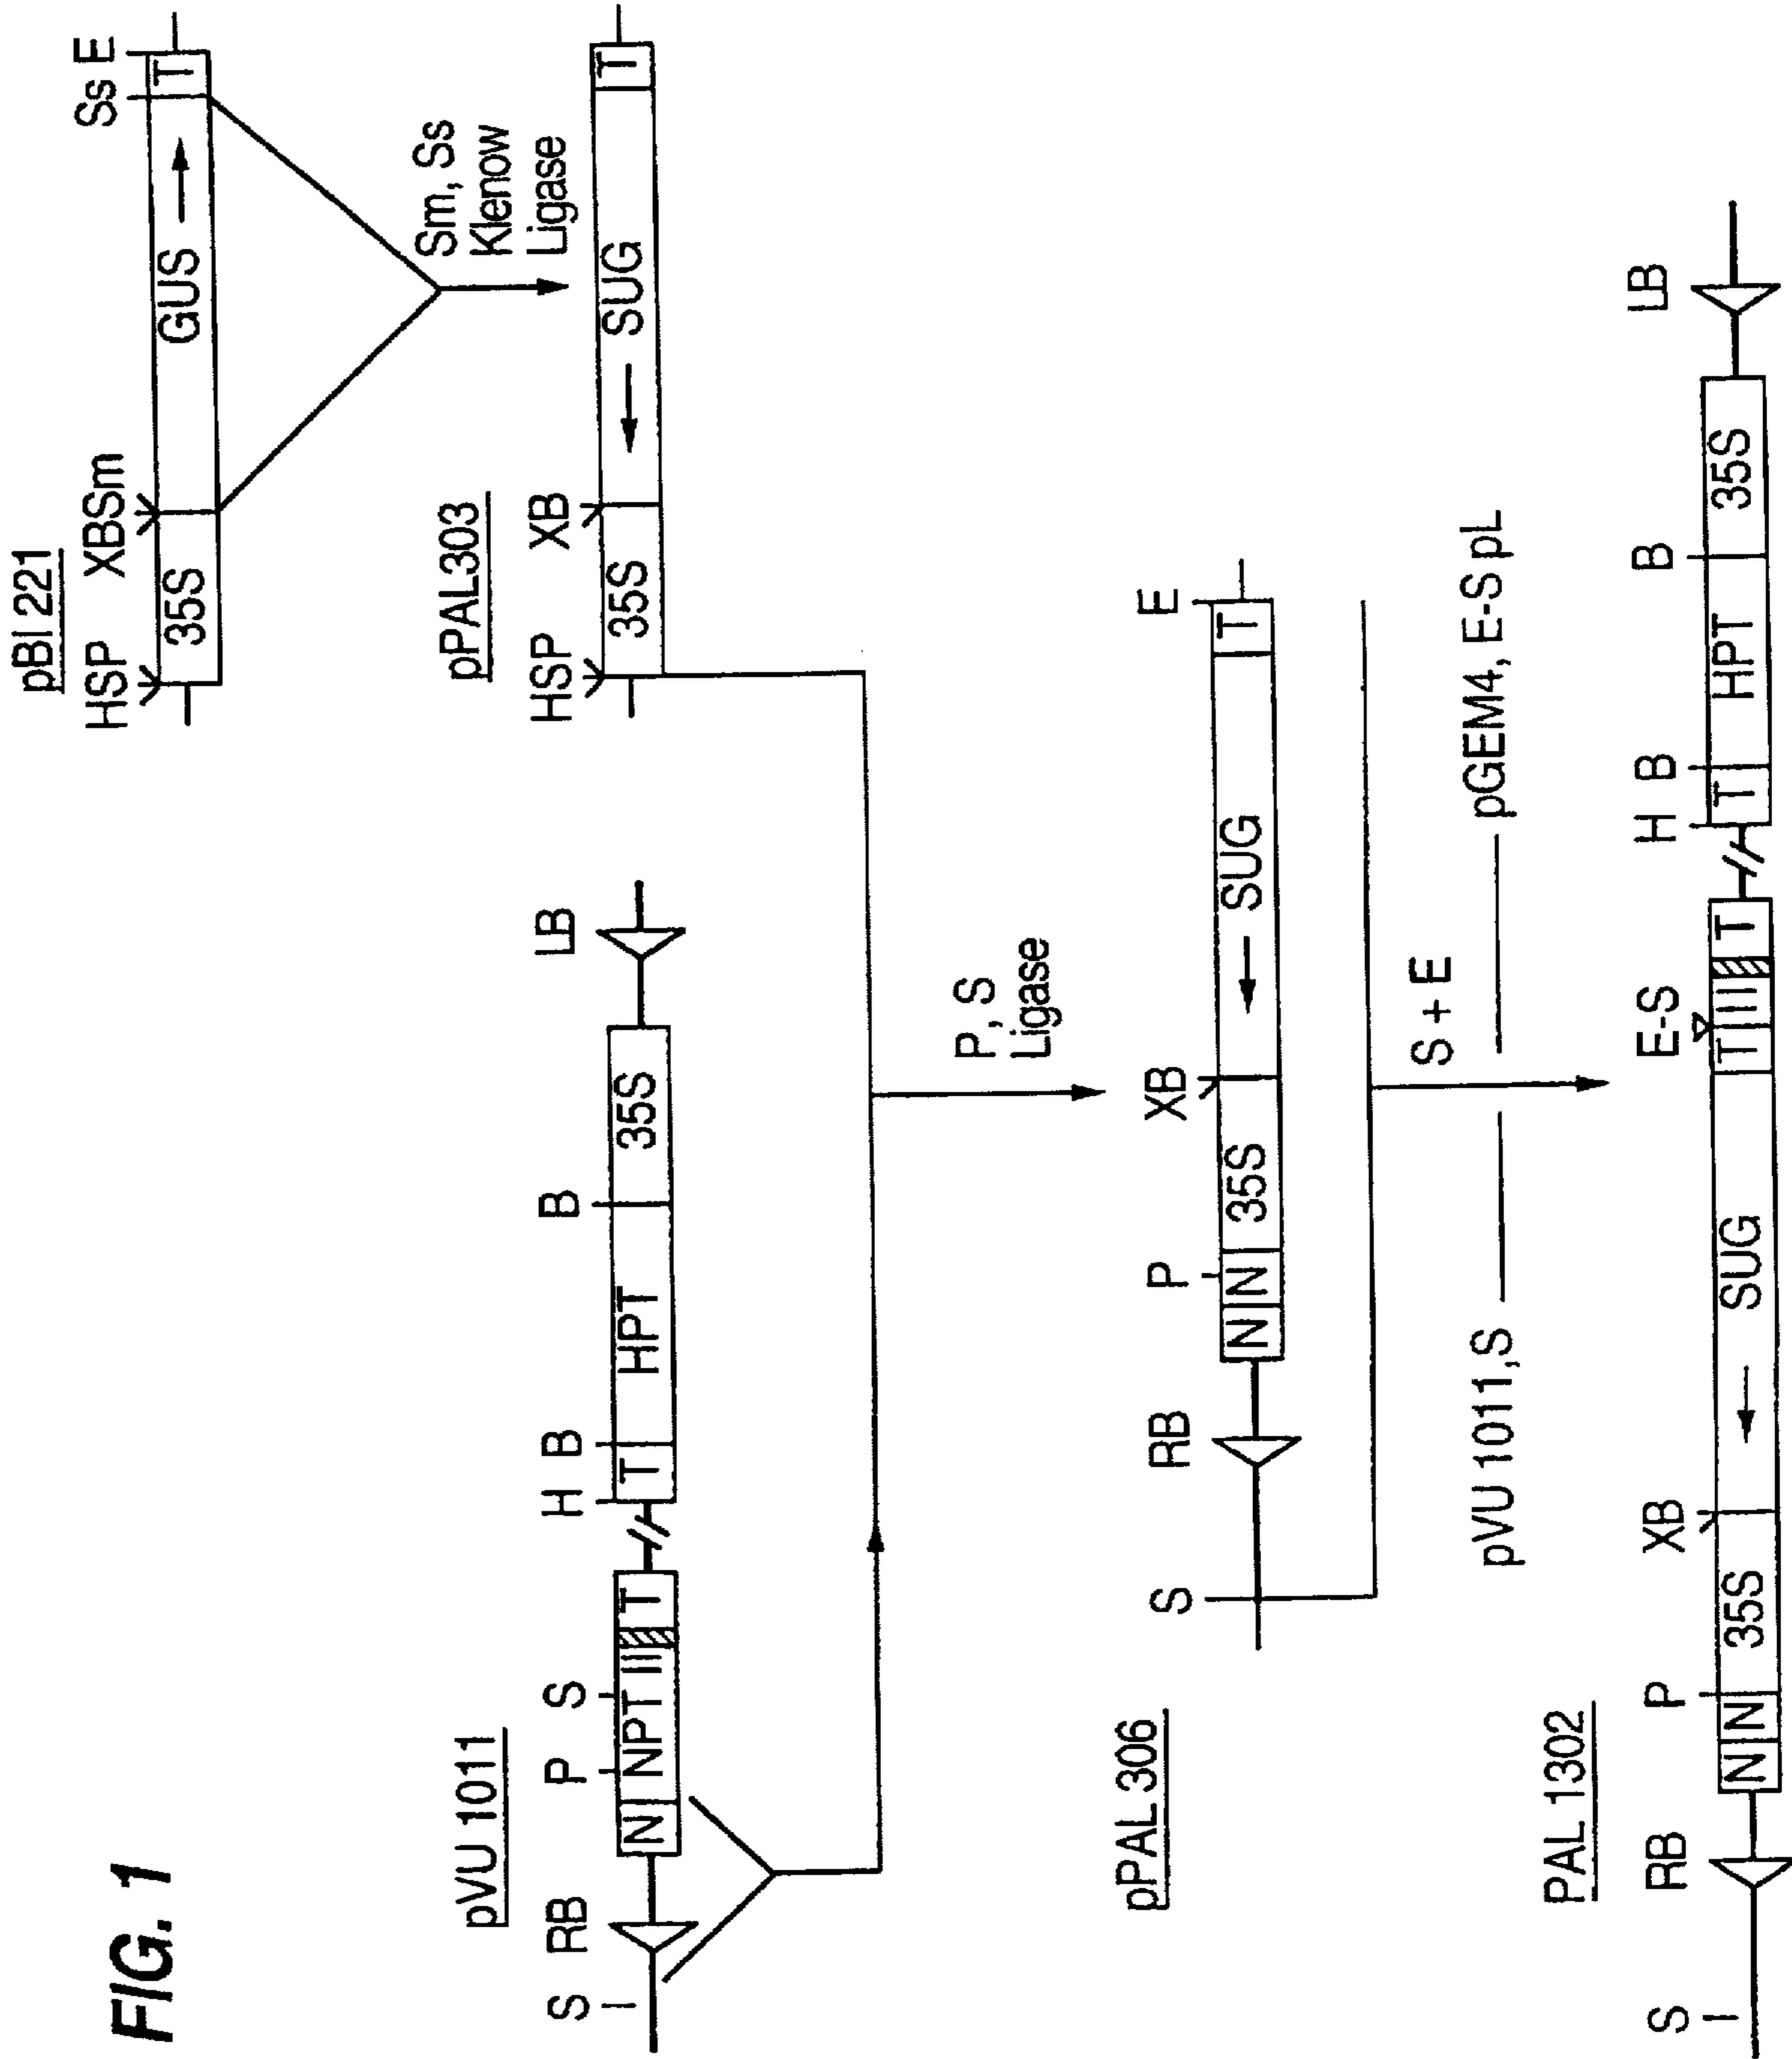 FIG. 1
pBI 221
HSP XBSm Ss E
35S GUS T
Sm, Ss
Klenow
Ligase
pPAL303
HSP XB
35S SUG T
pVU 1011
S RB P S H B B LB
N NPT II T T HPT 35S
P, S
Ligase
pPAL 306
S RB P XB E
N N 35S SUG T
S + E
pVU 1011,S pGEM4, E-S pL
PAL 1302
S RB P XB E-S H B B LB
N N 35S SUG T II T T HPT 35S